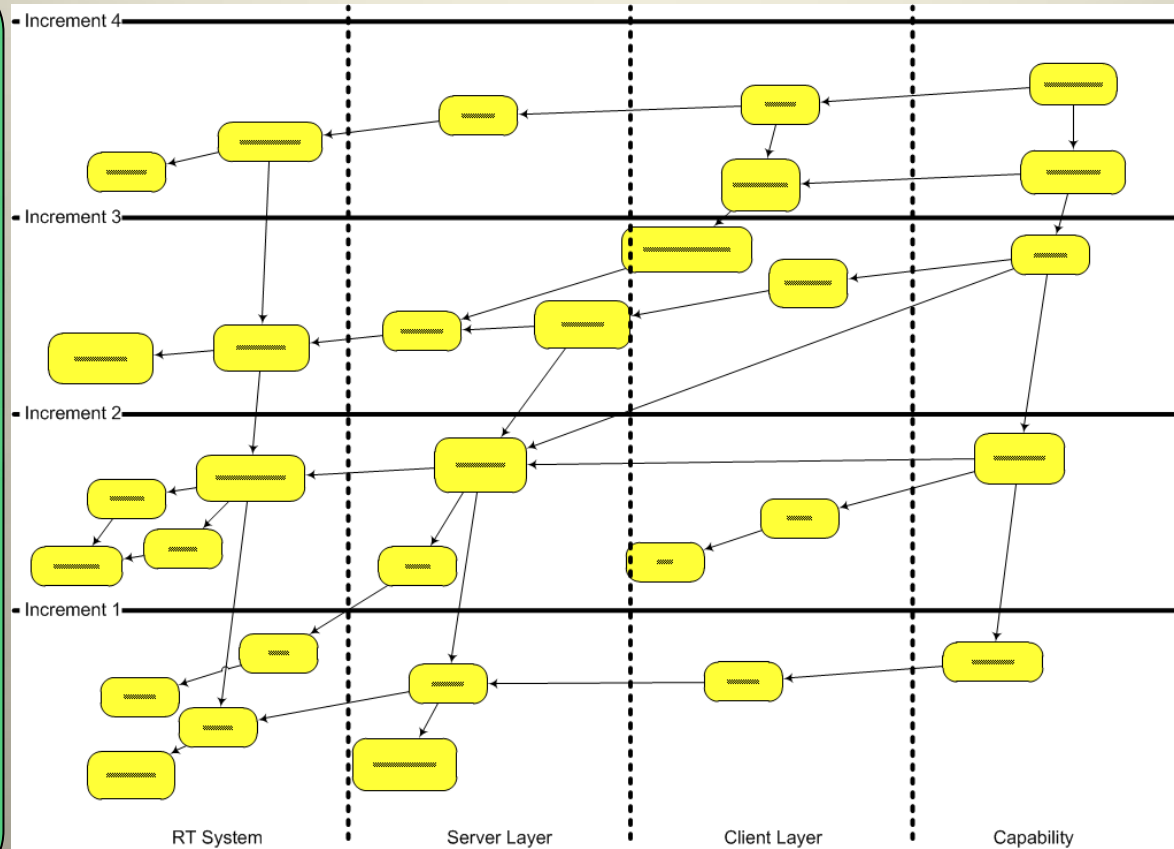 Increment 4
Increment 3
Increment 2
Increment 1
RT System
Server Layer
Client Layer
Capability